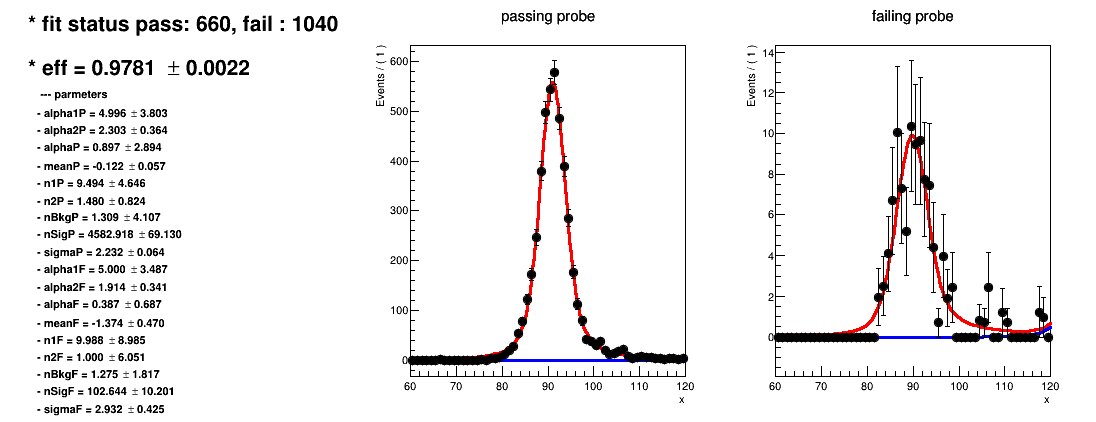 * fit status pass: 660, fail : 1040
* eff = 0.9781 ± 0.0022
--- parmeters
- alpha1P = 4.996 ± 3.803
- alpha2P = 2.303 ± 0.364
- alphaP = 0.897 ± 2.894
- meanP = -0.122 ± 0.057
- n1P = 9.494 ± 4.646
- n2P = 1.480 ± 0.824
- nBkgP = 1.309 ± 4.107
- nSigP = 4582.918 ± 69.130
- sigmaP = 2.232 ± 0.064
- alpha1F = 5.000 ± 3.487
- alpha2F = 1.914 ± 0.341
- alphaF = 0.387 ± 0.687
- meanF = -1.374 ± 0.470
- n1F = 9.988 ± 8.985
- n2F = 1.000 ± 6.051
- nBkgF = 1.275 ± 1.817
- nSigF = 102.644 ± 10.201
- sigmaF = 2.932 ± 0.425
passing probe
Events / ( 1 )
600
500
400
300
200
100
0
60 70 80 90 100 110 120
x
failing probe
Events / ( 1 )
14
12
10
8
6
4
2
0
60 70 80 90 100 110 120
x